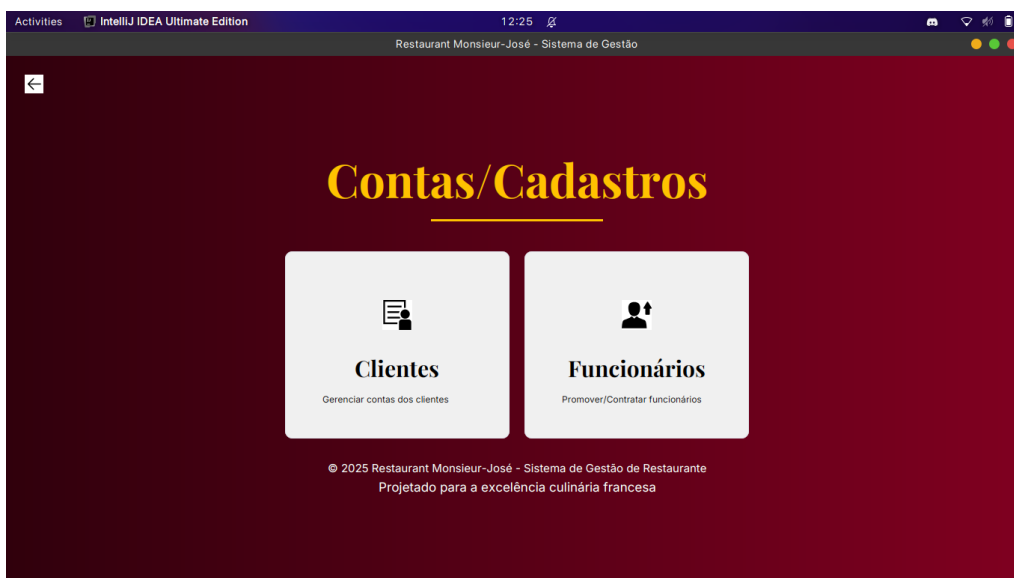 Activities IntelliJ IDEA Ultimate Edition 12:25
Restaurant Monsieur-José - Sistema de Gestão
Contas/Cadastros
Clientes
Gerenciar contas dos clientes
Funcionários
Promover/Contratar funcionários
© 2025 Restaurant Monsieur-José - Sistema de Gestão de Restaurante
Projetado para a excelência culinária francesa